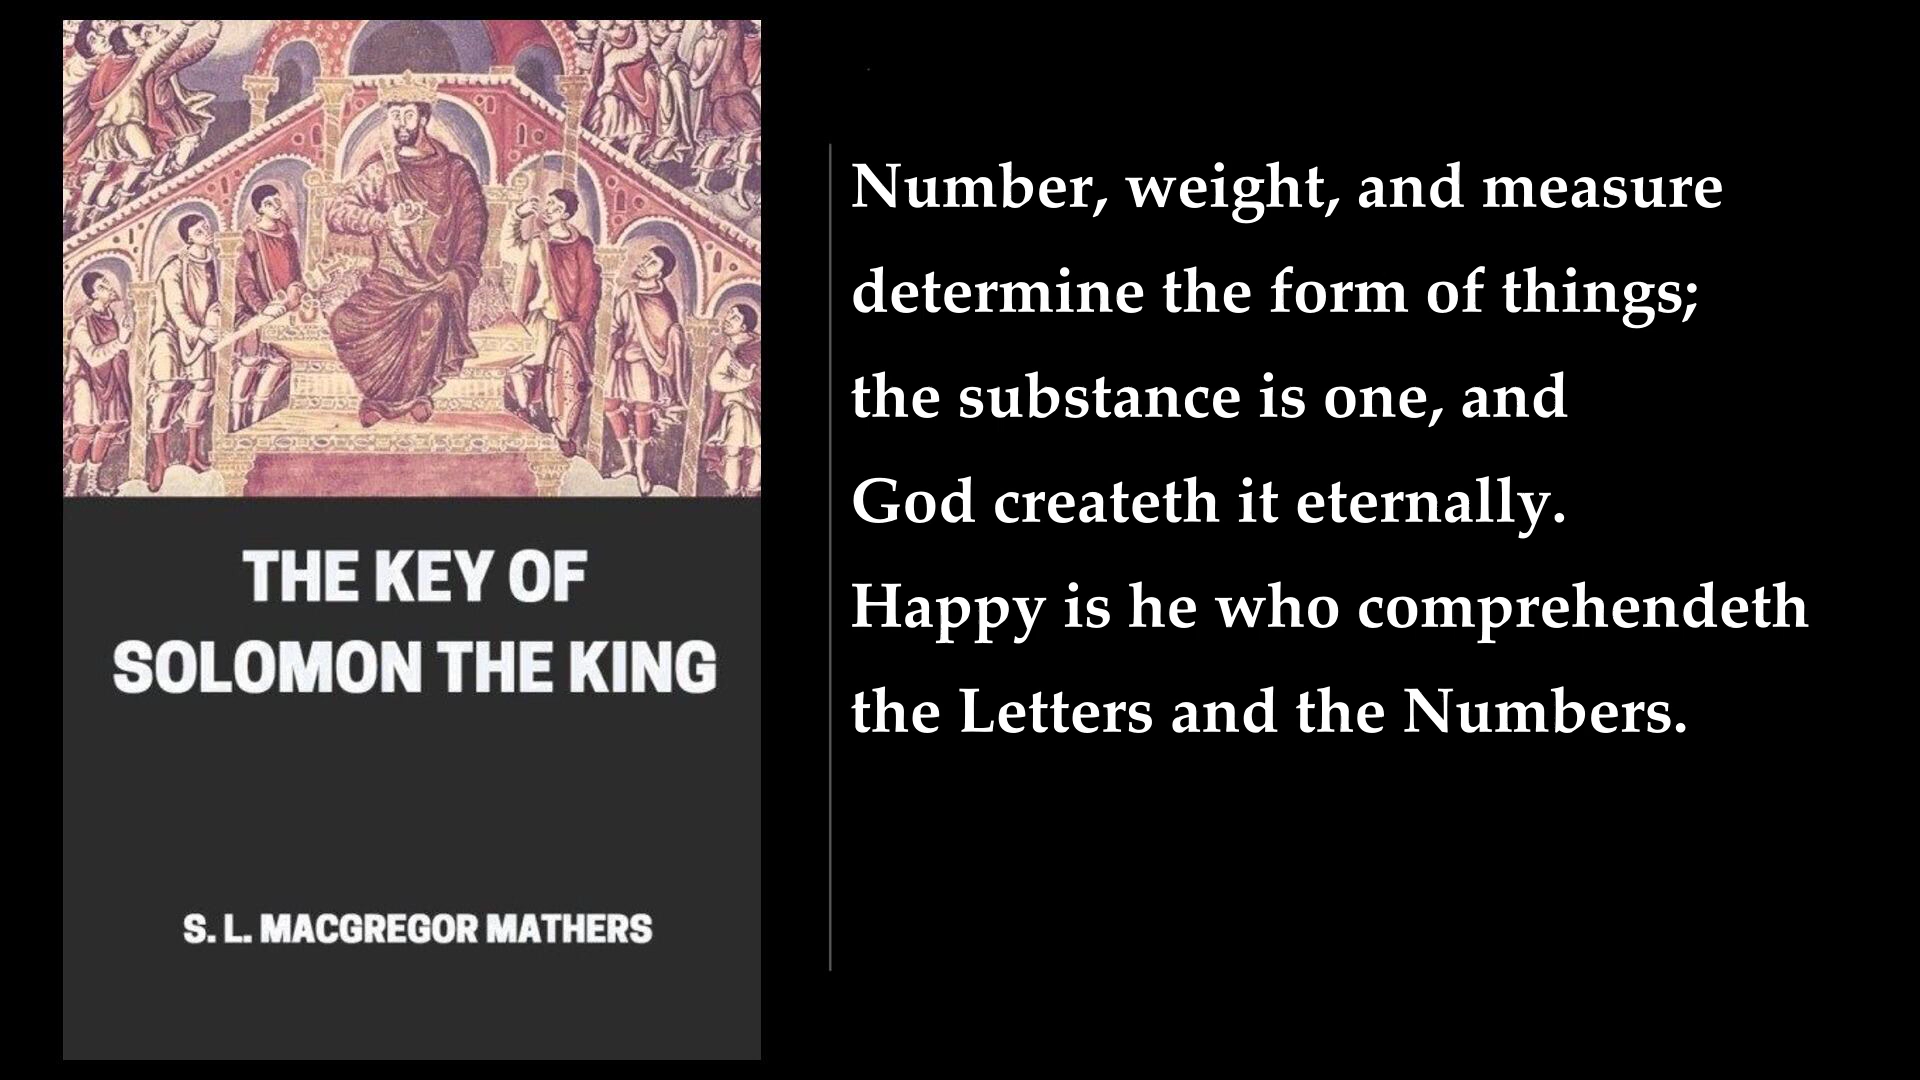 THE KEY OF
SOLOMON THE KING
S. L. MACGREGOR MATHERS
Number, weight, and measure
determine the form of things;
the substance is one, and
God createth it eternally.
Happy is he who comprehendeth
the Letters and the Numbers.